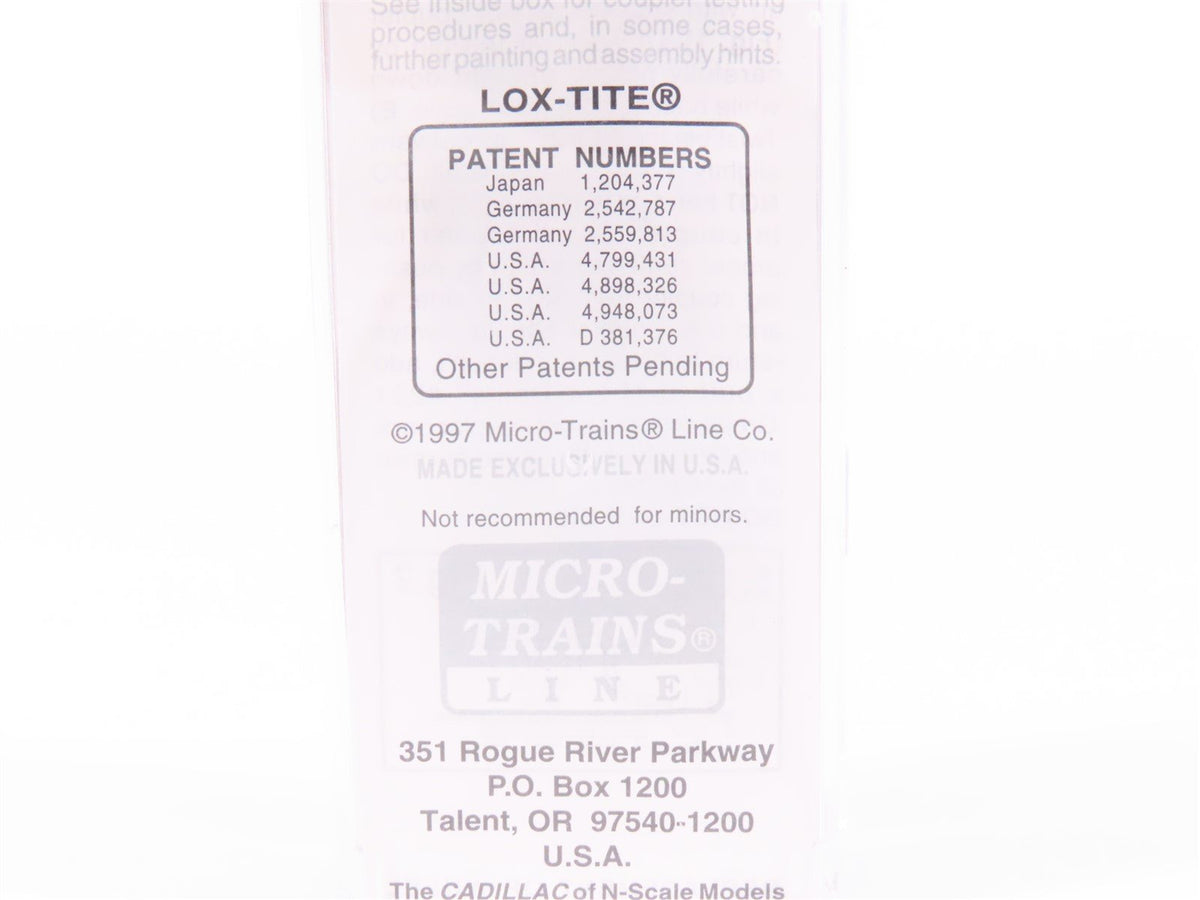 See inside box for coupler testing
procedures and, in some cases,
further painting and assembly hints.
LOX-TITE®
PATENT NUMBERS
Japan 1,204,377
Germany 2,542,787
Germany 2,559,813
U.S.A. 4,799,431
U.S.A. 4,898,326
U.S.A. 4,948,073
U.S.A. D 381,376
Other Patents Pending
©1997 Micro-Trains® Line Co.
MADE EXCLUSIVELY IN U.S.A.
Not recommended for minors.
MICRO-
TRAINS®
LINE
351 Rogue River Parkway
P.O. Box 1200
Talent, OR 97540-1200
U.S.A.
The CADILLAC of N-Scale Models